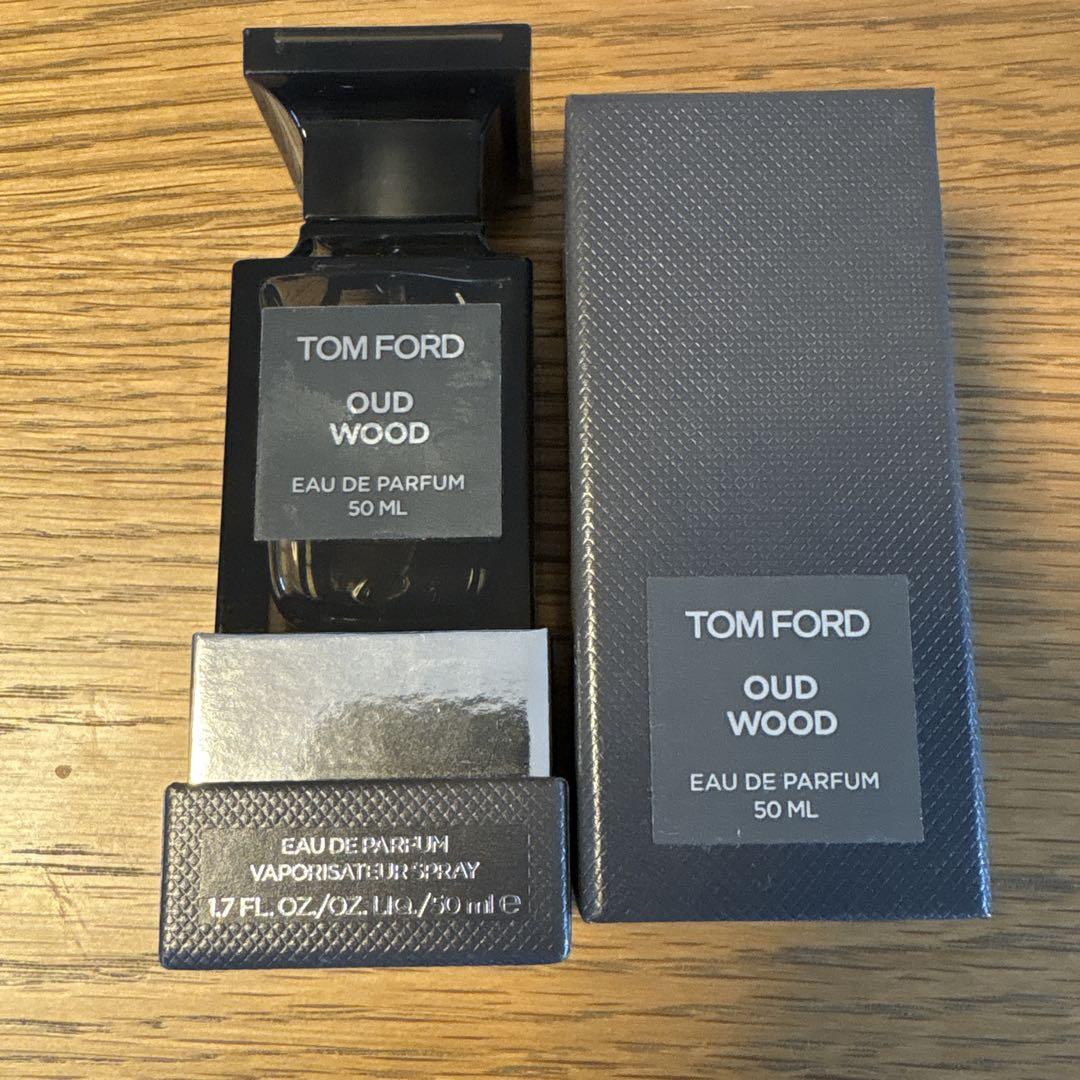 TOM FORD
OUD
WOOD
EAU DE PARFUM
50 ML
EAU DE PARFUM
VAPORISATEUR SPRAY
1.7 FL. OZ./OZ. LIQ./50 ml ℮
TOM FORD
OUD
WOOD
EAU DE PARFUM
50 ML